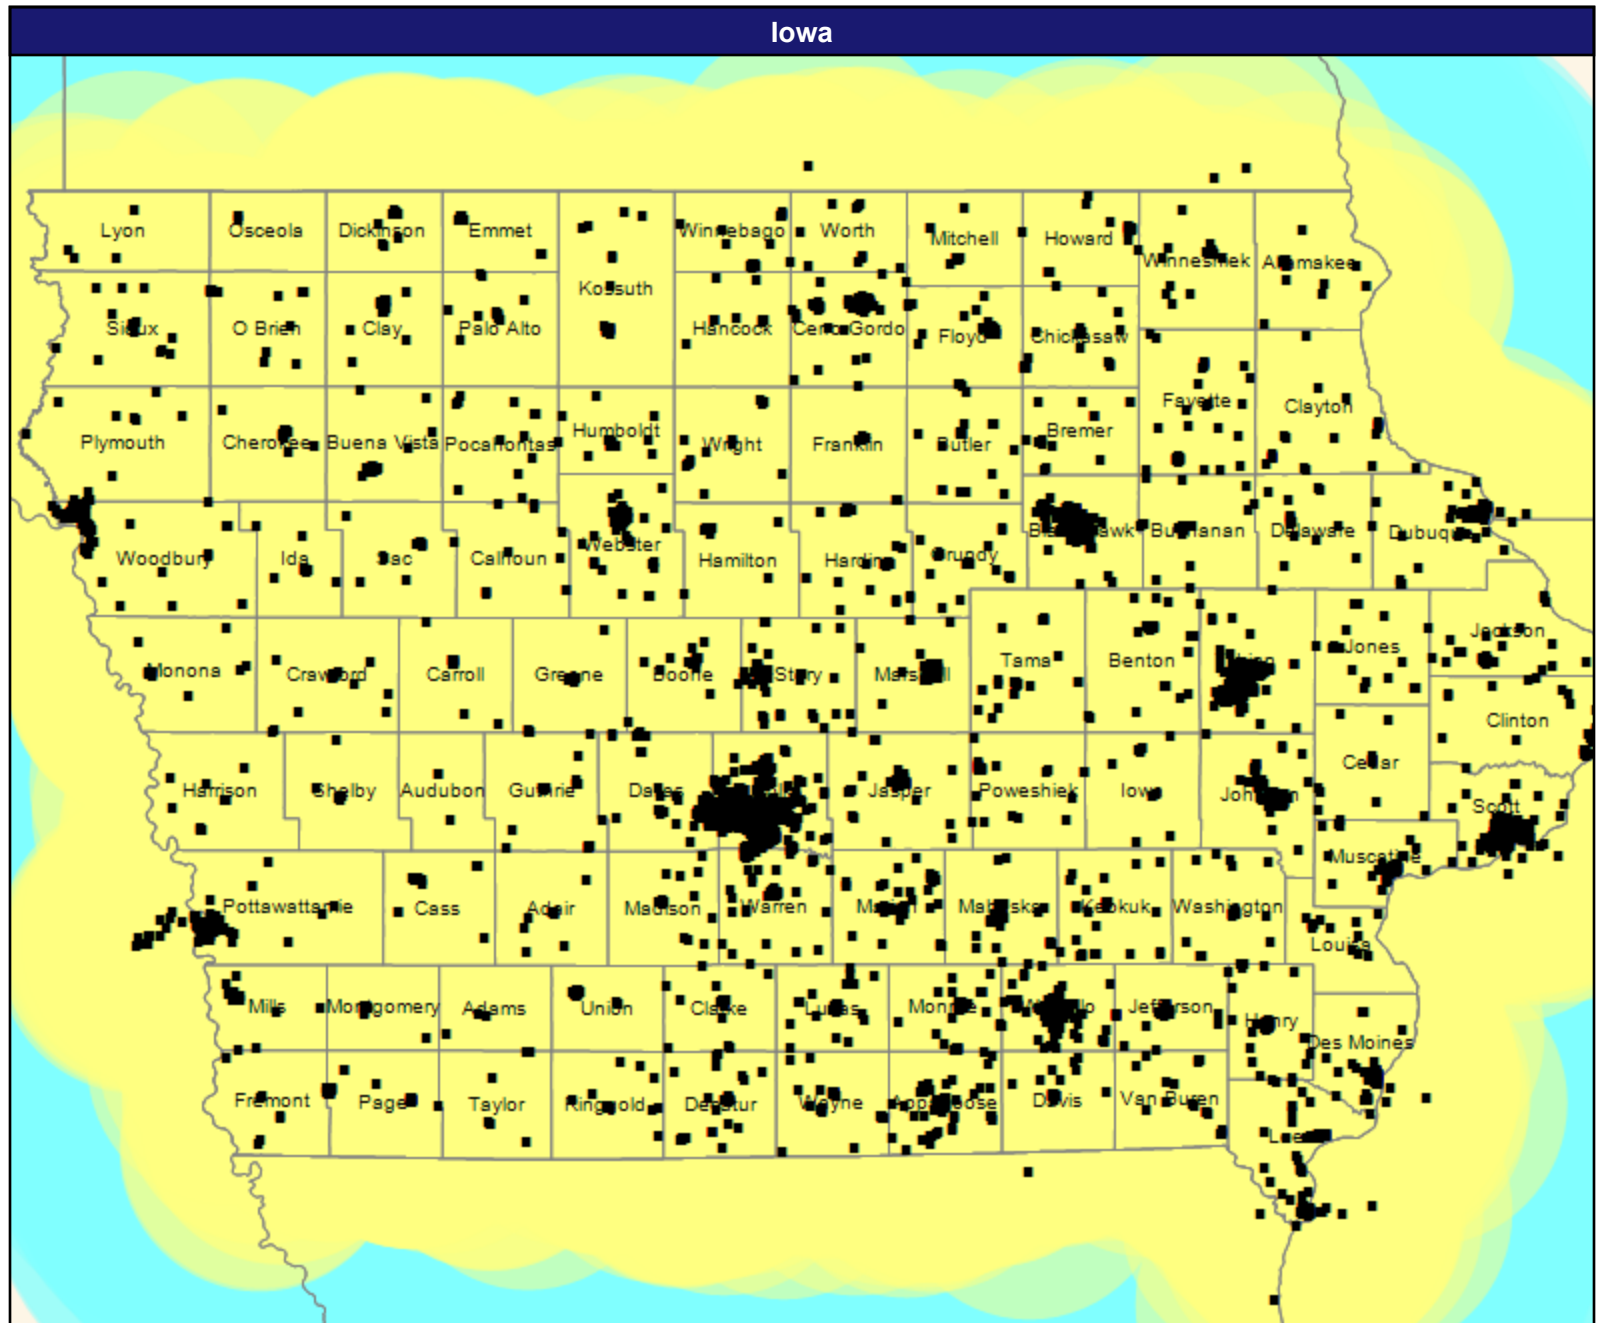 Iowa
Lyon
Osceola
Dickinson
Emmet
Kossuth
Winnebago
Worth
Mitchell
Howard
Winneshiek
Allamakee
Sioux
O Brien
Clay
Palo Alto
Hancock
Cerro Gordo
Floyd
Chickasaw
Plymouth
Cherokee
Buena Vista
Pocahontas
Humboldt
Wright
Franklin
Butler
Bremer
Fayette
Clayton
Woodbury
Ida
Sac
Calhoun
Webster
Hamilton
Hardin
Grundy
Black Hawk
Buchanan
Delaware
Dubuque
Monona
Crawford
Carroll
Greene
Boone
Story
Marshall
Tama
Benton
Linn
Jones
Jackson
Clinton
Harrison
Shelby
Audubon
Guthrie
Dallas
Jasper
Poweshiek
Iowa
Johnson
Cedar
Scott
Muscatine
Pottawattamie
Cass
Adair
Madison
Warren
Marion
Mahaska
Keokuk
Washington
Louisa
Mills
Montgomery
Adams
Union
Clarke
Lucas
Monroe
Wapello
Jefferson
Henry
Des Moines
Fremont
Page
Taylor
Ringgold
Decatur
Wayne
Appanoose
Davis
Van Buren
Lee